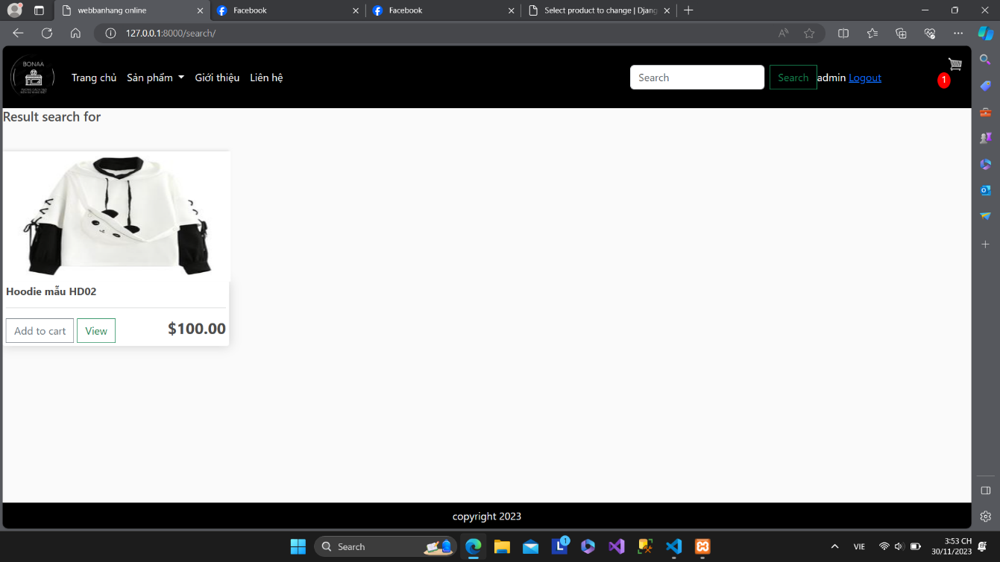 webbanhang online
Facebook
Facebook
Select product to change | Djang
127.0.0.1:8000/search/
BONAA
Trang chủ Sản phẩm Giới thiệu Liên hệ
Search
Search
admin Logout
1
Result search for
Hoodie mẫu HD02
Add to cart View $100.00
copyright 2023
Search
1
VIE
3:53 CH
30/11/2023